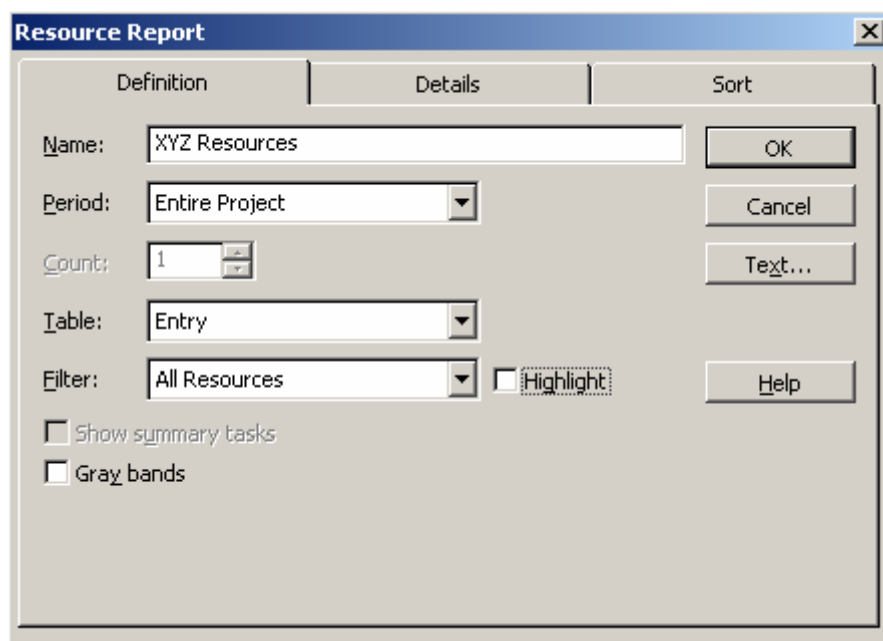 Resource Report
Definition Details Sort
Name: XYZ Resources OK
Period: Entire Project Cancel
Count: 1 Text...
Table: Entry
Filter: All Resources Highlight Help
Show summary tasks
Gray bands